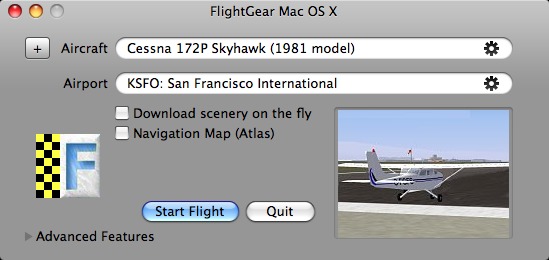 FlightGear Mac OS X
+ Aircraft Cessna 172P Skyhawk (1981 model)
Airport KSFO: San Francisco International
Download scenery on the fly
Navigation Map (Atlas)
F
Start Flight Quit
Advanced Features